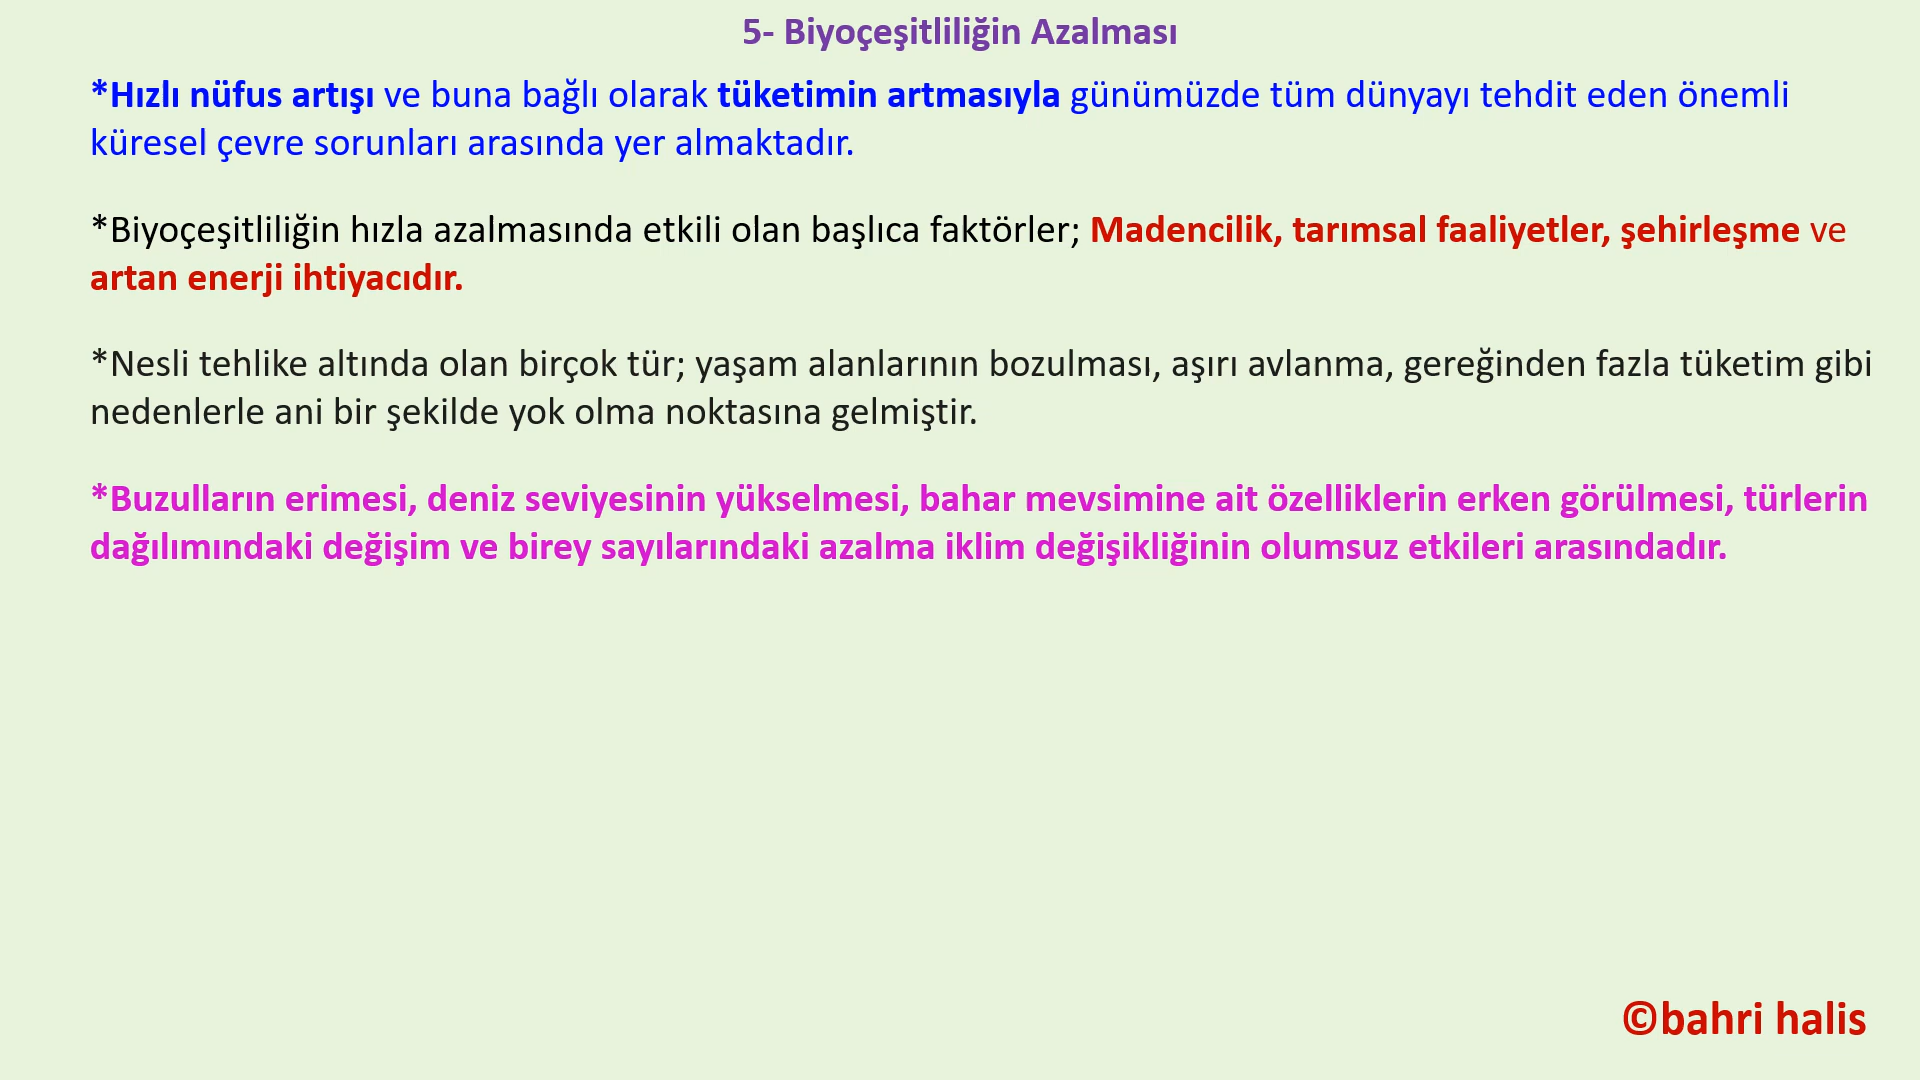 5- Biyoçeşitliliğin Azalması
*Hızlı nüfus artışı ve buna bağlı olarak tüketimin artmasıyla günümüzde tüm dünyayı tehdit eden önemli
küresel çevre sorunları arasında yer almaktadır.
*Biyoçeşitliliğin hızla azalmasında etkili olan başlıca faktörler; Madencilik, tarımsal faaliyetler, şehirleşme ve
artan enerji ihtiyacıdır.
*Nesli tehlike altında olan birçok tür; yaşam alanlarının bozulması, aşırı avlanma, gereğinden fazla tüketim gibi
nedenlerle ani bir şekilde yok olma noktasına gelmiştir.
*Buzulların erimesi, deniz seviyesinin yükselmesi, bahar mevsimine ait özelliklerin erken görülmesi, türlerin
dağılımındaki değişim ve birey sayılarındaki azalma iklim değişikliğinin olumsuz etkileri arasındadır.
©bahri halis